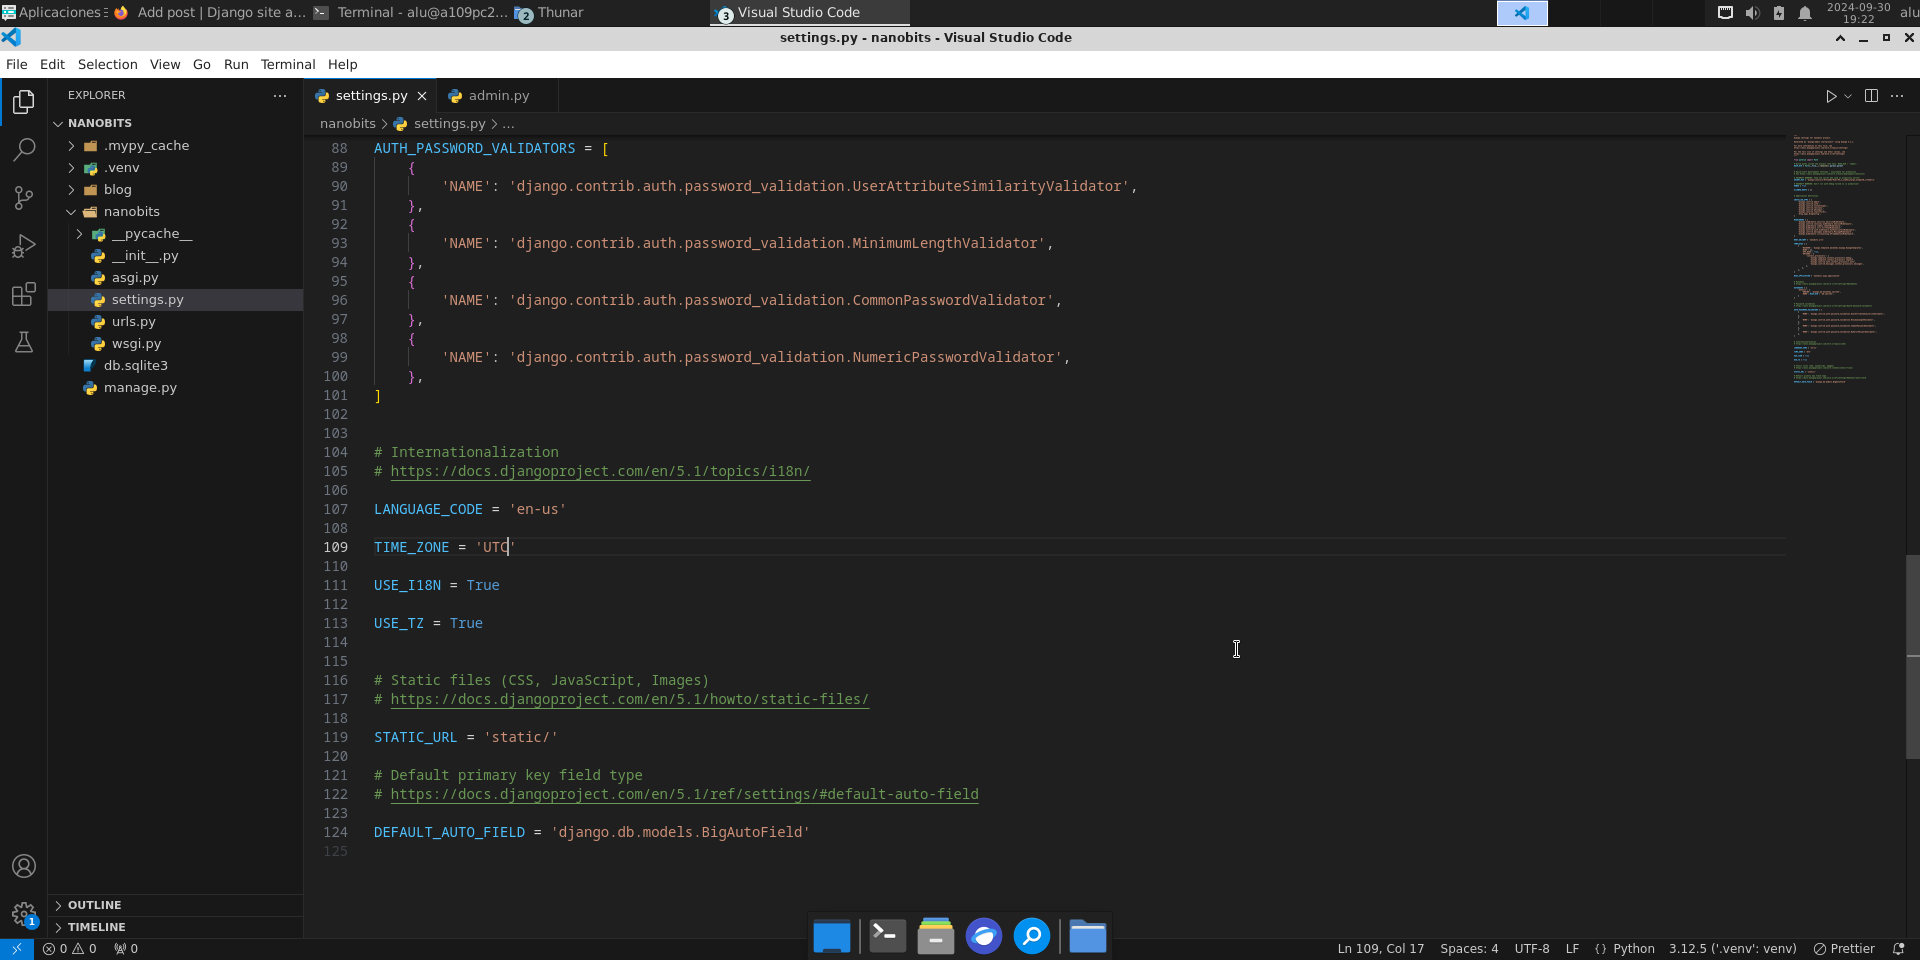 Aplicaciones
Add post | Django site a...
Terminal - alu@a109pc2...
2
Thunar
3
Visual Studio Code
2024-09-30
19:22
alu
settings.py - nanobits - Visual Studio Code
File
Edit
Selection
View
Go
Run
Terminal
Help
EXPLORER
NANOBITS
.mypy_cache
.venv
blog
nanobits
__pycache__
__init__.py
asgi.py
settings.py
urls.py
wsgi.py
db.sqlite3
manage.py
OUTLINE
TIMELINE
1
settings.py
admin.py
nanobits > settings.py > ...
88 AUTH_PASSWORD_VALIDATORS = [
89 {
90 'NAME': 'django.contrib.auth.password_validation.UserAttributeSimilarityValidator',
91 },
92 {
93 'NAME': 'django.contrib.auth.password_validation.MinimumLengthValidator',
94 },
95 {
96 'NAME': 'django.contrib.auth.password_validation.CommonPasswordValidator',
97 },
98 {
99 'NAME': 'django.contrib.auth.password_validation.NumericPasswordValidator',
100 },
101 ]
102
103
104 # Internationalization
105 # https://docs.djangoproject.com/en/5.1/topics/i18n/
106
107 LANGUAGE_CODE = 'en-us'
108
109 TIME_ZONE = 'UTC'
110
111 USE_I18N = True
112
113 USE_TZ = True
114
115
116 # Static files (CSS, JavaScript, Images)
117 # https://docs.djangoproject.com/en/5.1/howto/static-files/
118
119 STATIC_URL = 'static/'
120
121 # Default primary key field type
122 # https://docs.djangoproject.com/en/5.1/ref/settings/#default-auto-field
123
124 DEFAULT_AUTO_FIELD = 'django.db.models.BigAutoField'
125
0
0
0
Ln 109, Col 17
Spaces: 4
UTF-8
LF
{ } Python
3.12.5 ('.venv': venv)
Prettier